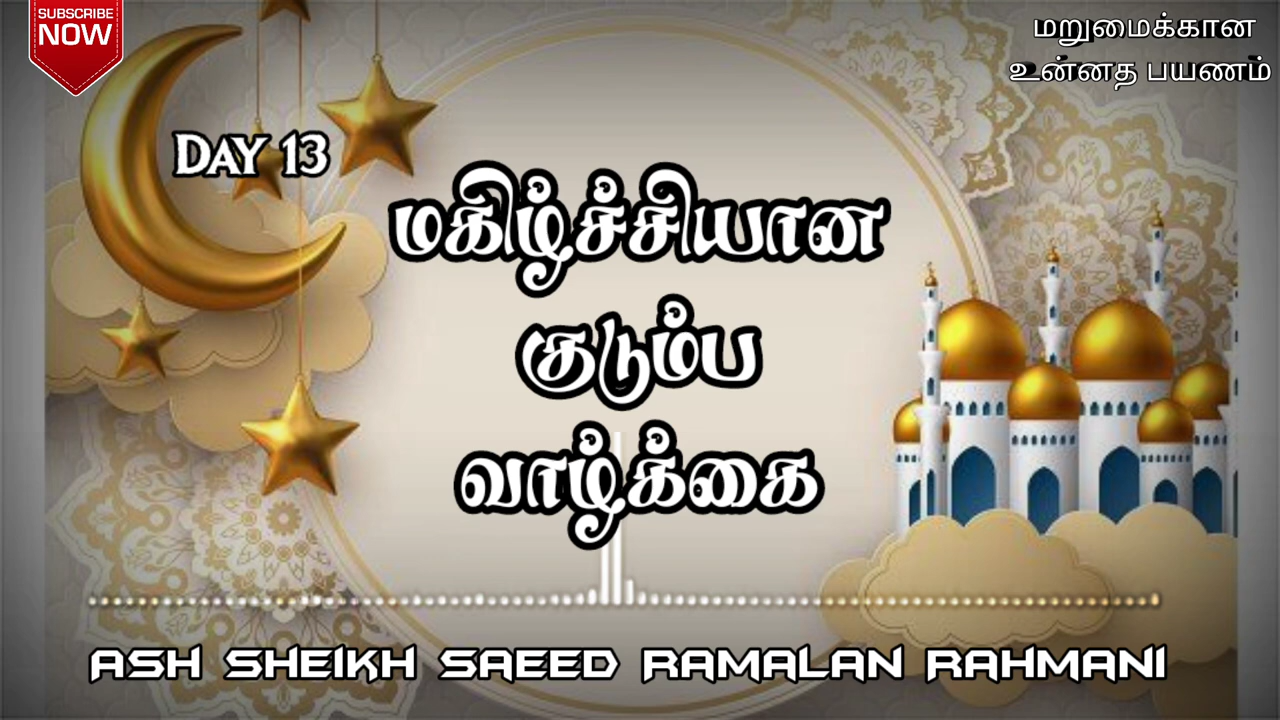 SUBSCRIBE
NOW
மறுமைக்கான
உன்னத பயணம்
DAY 13
மகிழ்ச்சியான
குடும்ப
வாழ்க்கை
ASH SHEIKH SAEED RAMALAN RAHMANI